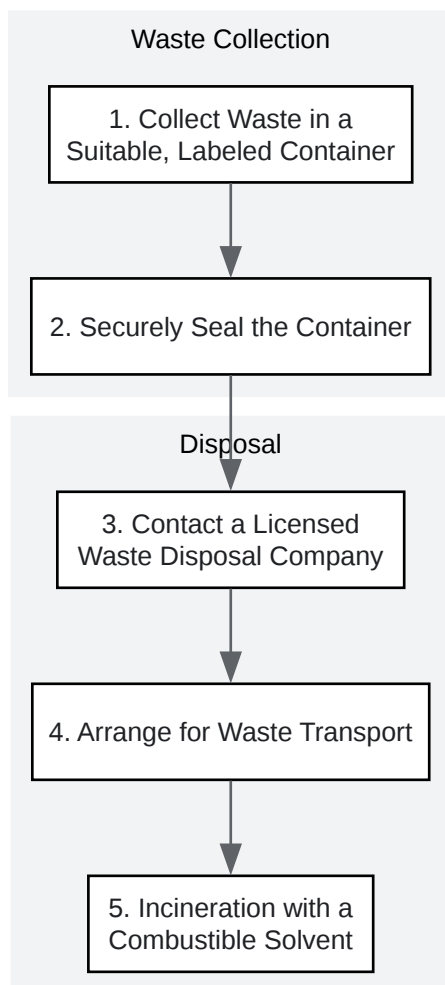 Waste Collection
1. Collect Waste in a
Suitable, Labeled Container
2. Securely Seal the Container
Disposal
3. Contact a Licensed
Waste Disposal Company
4. Arrange for Waste Transport
5. Incineration with a
Combustible Solvent